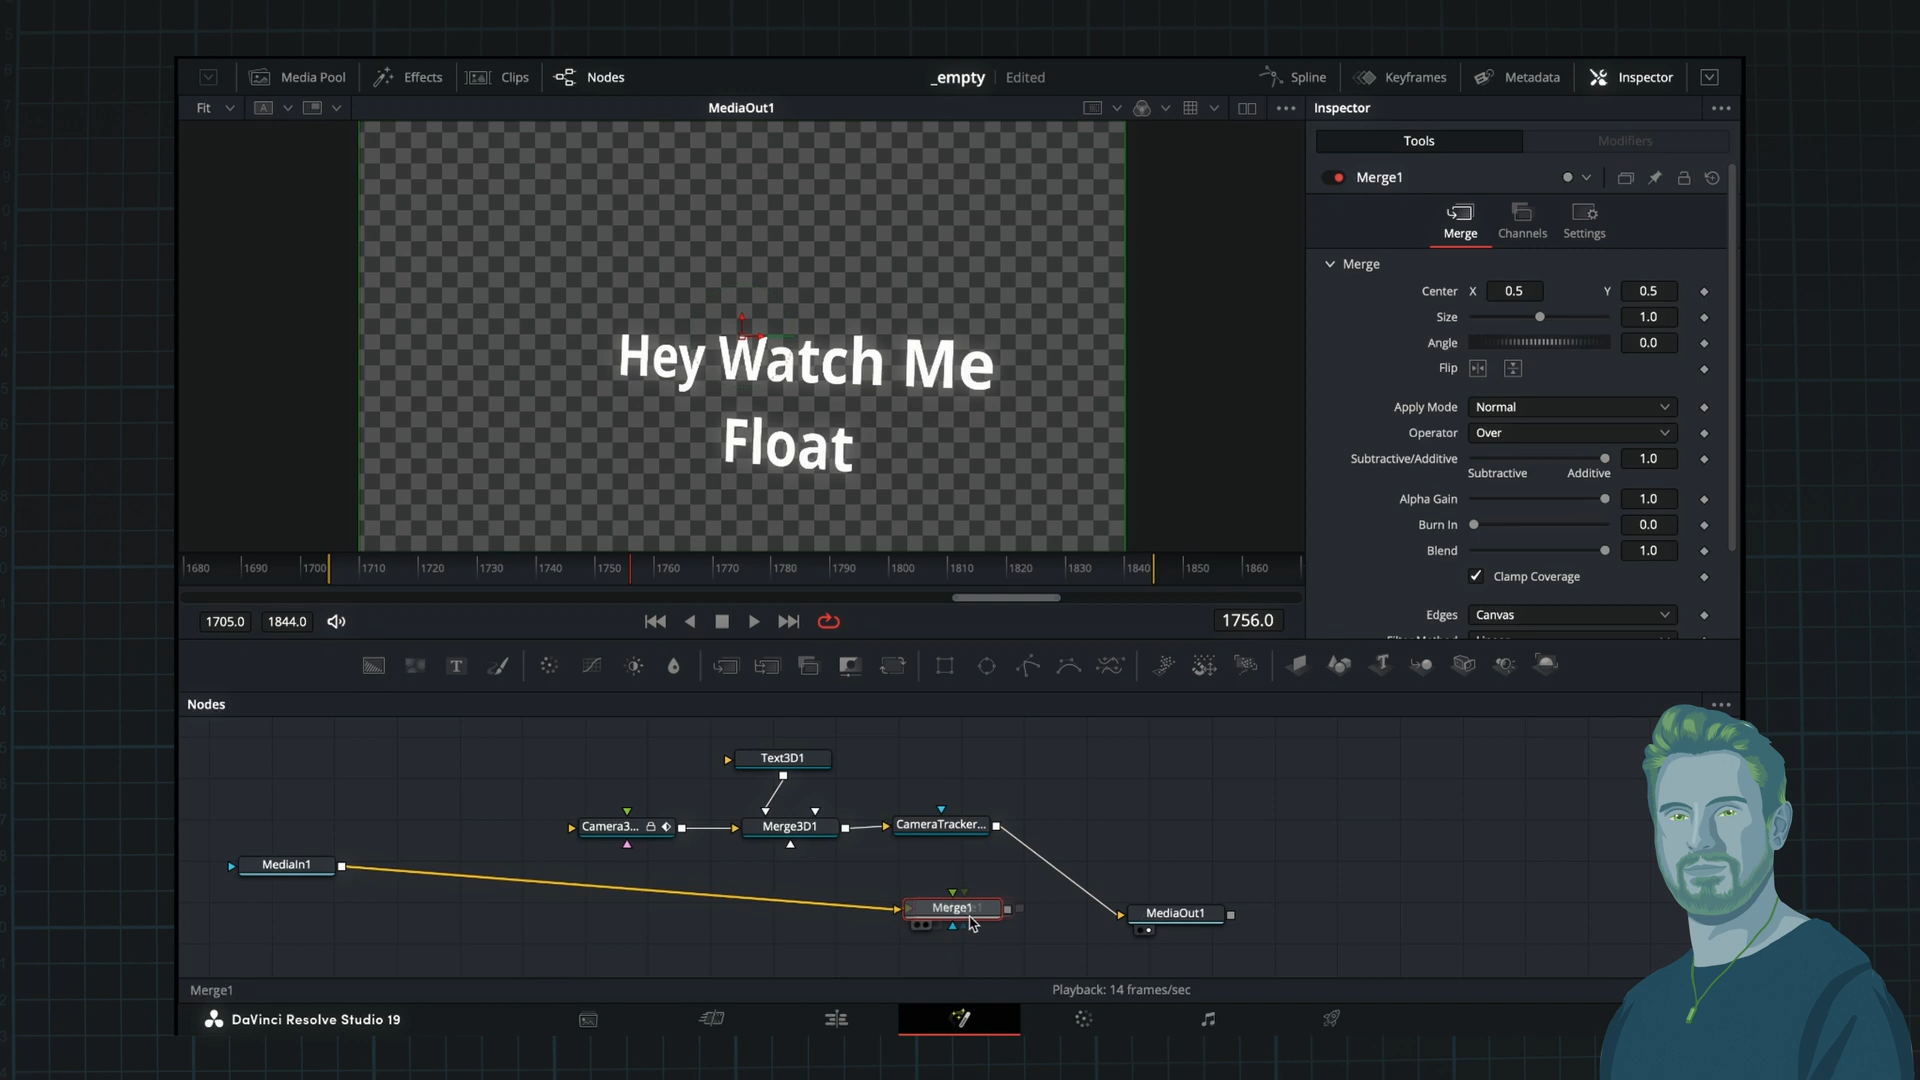 Media Pool Effects Clips Nodes _empty Edited Spline Keyframes Metadata Inspector
Fit A MediaOut1 Inspector
Tools Modifiers
Merge1
Merge Channels Settings
Merge
Center X 0.5 Y 0.5
Size 1.0
Angle 0.0
Flip
Apply Mode Normal
Operator Over
Subtractive/Additive 1.0
Subtractive Additive
Alpha Gain 1.0
Burn In 0.0
Blend 1.0
Clamp Coverage
Edges Canvas
Hey Watch Me
Float
1680 1690 1700 1710 1720 1730 1740 1750 1760 1770 1780 1790 1800 1810 1820 1830 1840 1850 1860
1705.0 1844.0 1756.0
T T
Nodes
Text3D1
Camera3... Merge3D1 CameraTracker...
MediaIn1
Merge1 MediaOut1
Merge1 Playback: 14 frames/sec
DaVinci Resolve Studio 19